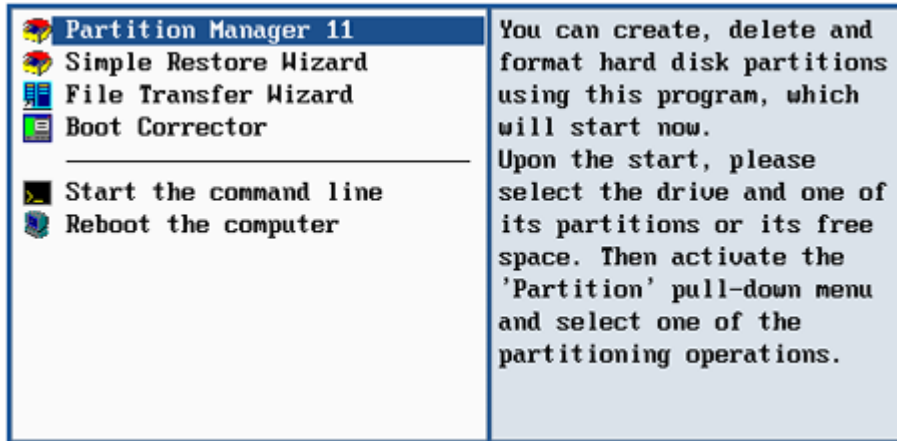 Partition Manager 11
Simple Restore Wizard
File Transfer Wizard
Boot Corrector
Start the command line
Reboot the computer
You can create, delete and
format hard disk partitions
using this program, which
will start now.
Upon the start, please
select the drive and one of
its partitions or its free
space. Then activate the
'Partition' pull-down menu
and select one of the
partitioning operations.